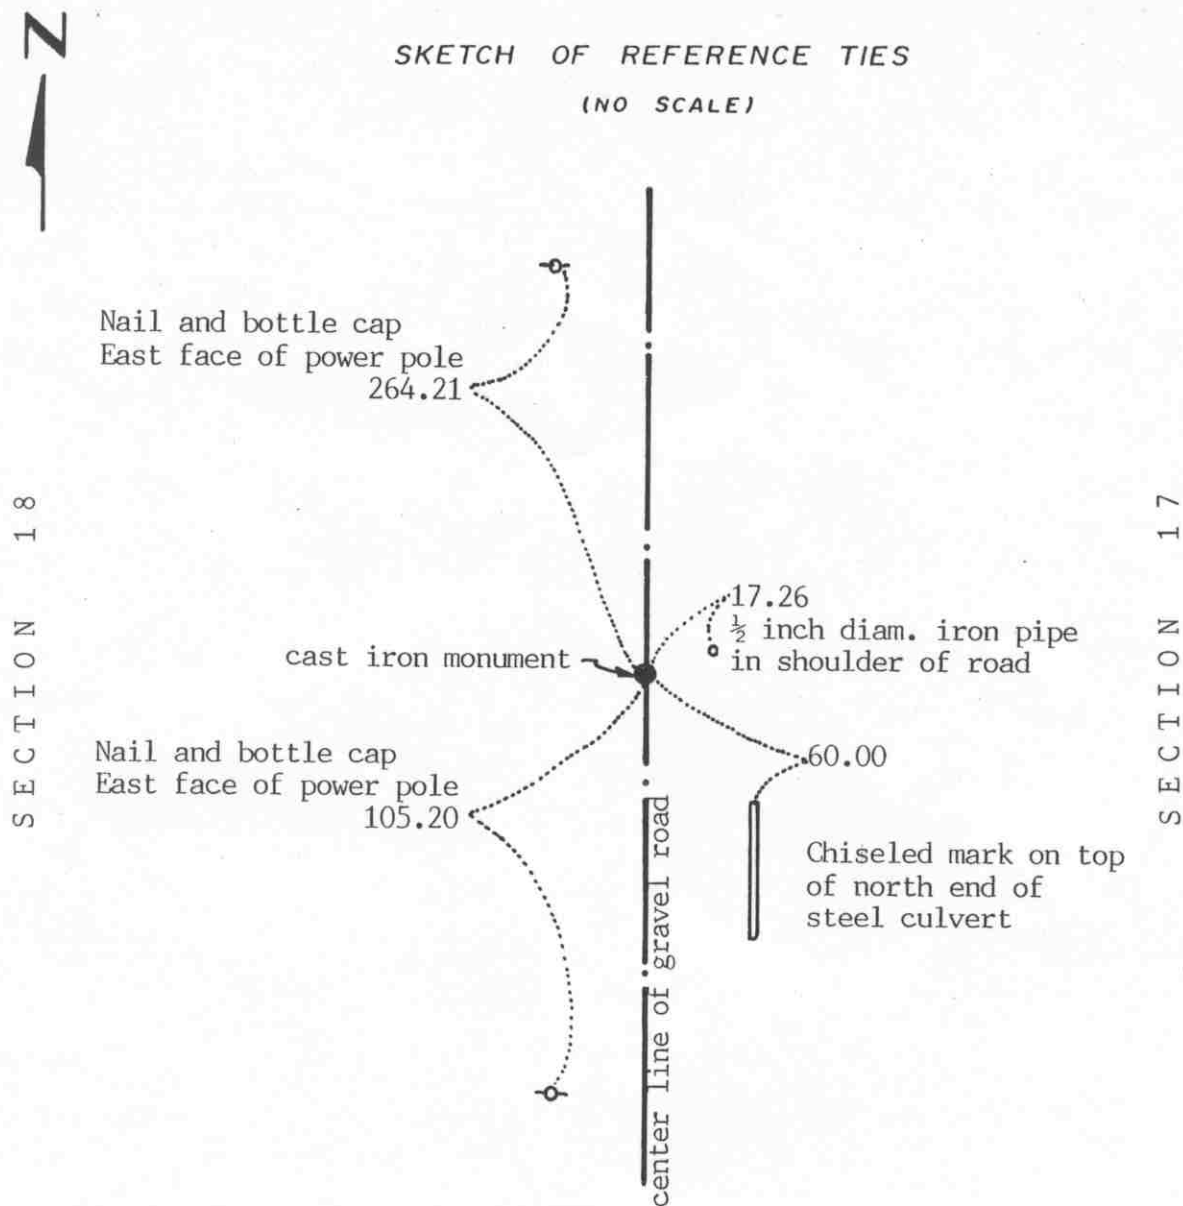 N
SKETCH OF REFERENCE TIES
(NO SCALE)
Nail and bottle cap
East face of power pole
264.21
SECTION 18
SECTION 17
17.26
½ inch diam. iron pipe
in shoulder of road
cast iron monument
Nail and bottle cap
East face of power pole
105.20
60.00
Chiseled mark on top
of north end of
steel culvert
center line of gravel road